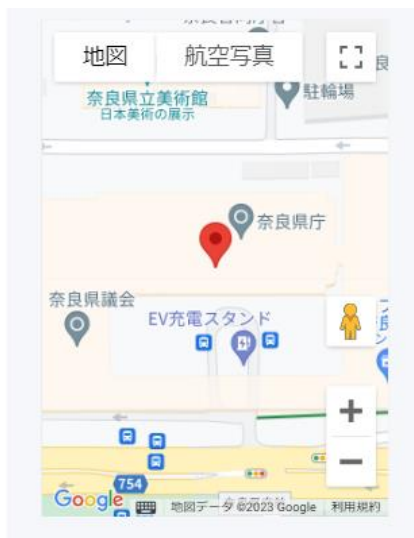 地図
航空写真
奈良県立美術館
日本美術の展示
駐輪場
奈良県庁
奈良県議会
EV充電スタンド
754
Google
地図データ ©2023 Google
利用規約